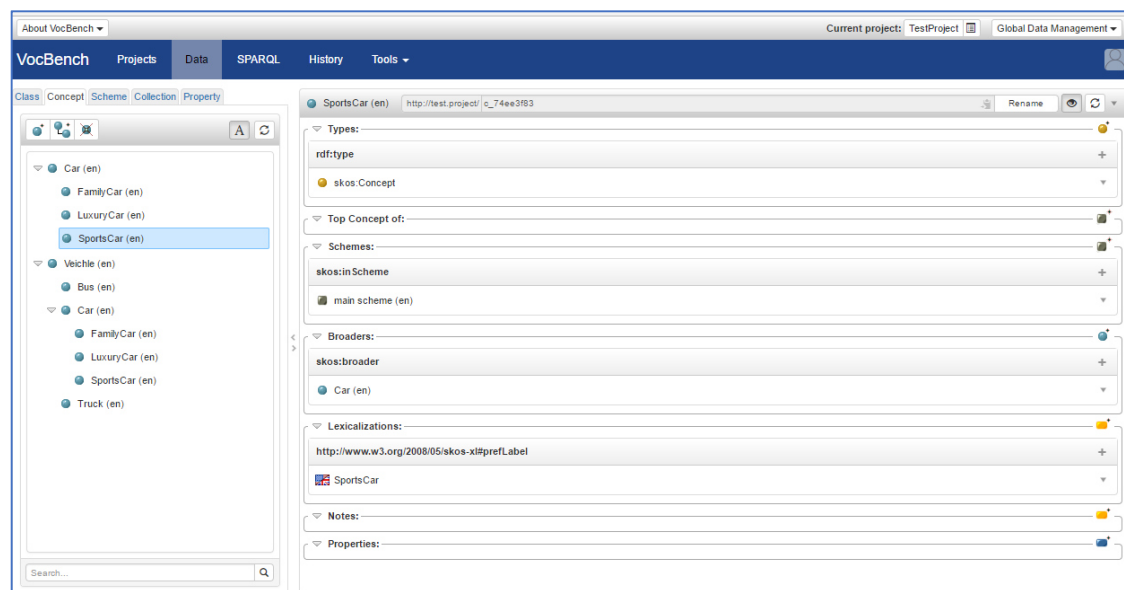 About VocBench
Current project: TestProject Global Data Management
VocBench Projects Data SPARQL History Tools
Class Concept Scheme Collection Property
A
Car (en)
FamilyCar (en)
LuxuryCar (en)
SportsCar (en)
Veichle (en)
Bus (en)
Car (en)
FamilyCar (en)
LuxuryCar (en)
SportsCar (en)
Truck (en)
Search...
SportsCar (en) http://test.project/ c_74ee3f83 Rename
Types:
rdf:type
skos:Concept
Top Concept of:
Schemes:
skos:inScheme
main scheme (en)
Broaders:
skos:broader
Car (en)
Lexicalizations:
http://www.w3.org/2008/05/skos-xl#prefLabel
SportsCar
Notes:
Properties: